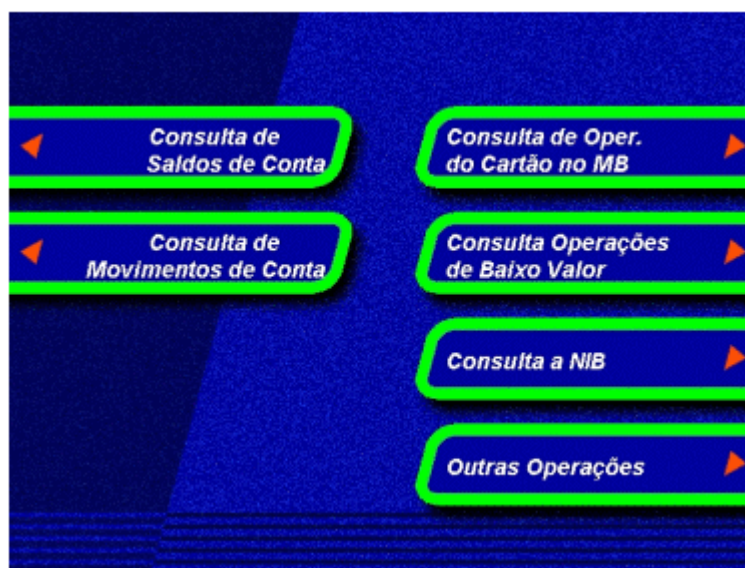 Consulta de
Saldos de Conta
Consulta de Oper.
do Cartão no MB
Consulta de
Movimentos de Conta
Consulta Operações
de Baixo Valor
Consulta a NIB
Outras Operações